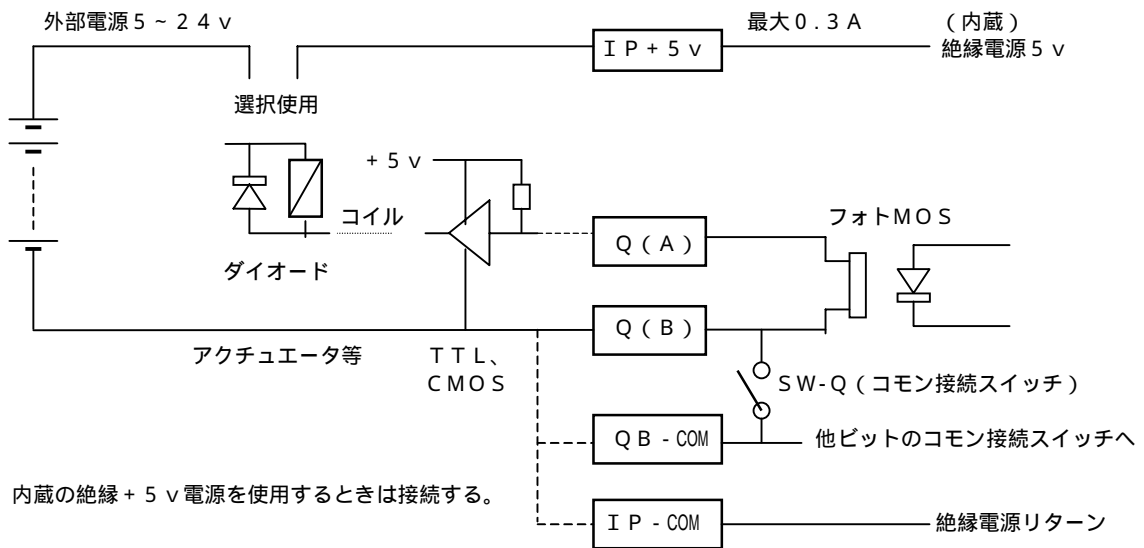 外部電源５～２４ｖ
ＩＰ＋５ｖ
最大０.３Ａ
（内蔵）
絶縁電源５ｖ
選択使用
＋５ｖ
コイル
ダイオード
Ｑ（Ａ）
フォトMOS
Ｑ（Ｂ）
アクチュエータ等
ＴＴＬ、
CMOS
SW-Q（コモン接続スイッチ）
ＱＢ-COM
他ビットのコモン接続スイッチへ
内蔵の絶縁＋５ｖ電源を使用するときは接続する。
ＩＰ-COM
絶縁電源リターン